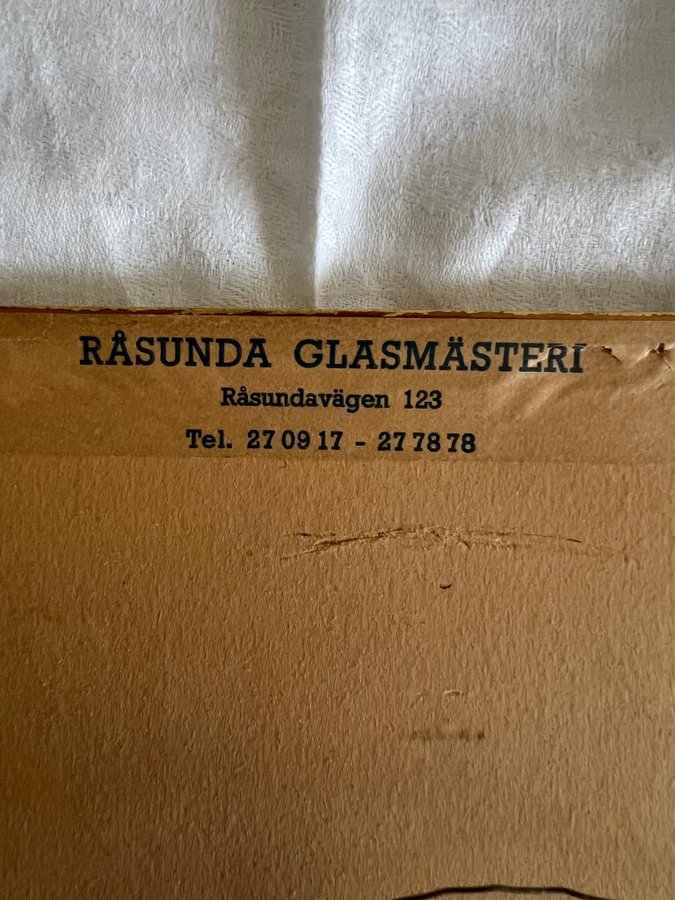 RÅSUNDA GLASMÄSTERI
Råsundavägen 123
Tel. 27 09 17 - 27 78 78